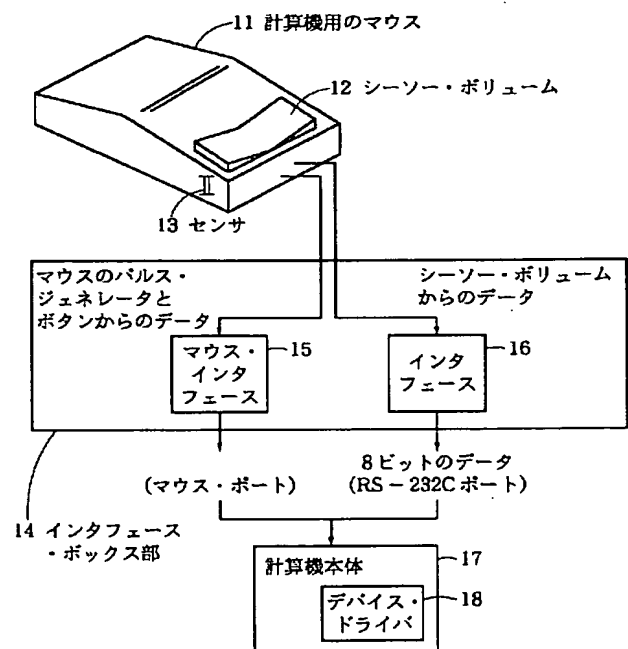 11 計算機用のマウス
12 シーソー・ボリューム
13 センサ
マウスのパルス・
ジェネレータと
ボタンからのデータ
シーソー・ボリューム
からのデータ
マウス・
インタ
フェース
15
インタ
フェース
16
(マウス・ポート)
8ビットのデータ
(RS-232Cポート)
14 インタフェース
・ボックス部
計算機本体
17
デバイス・
ドライバ
18